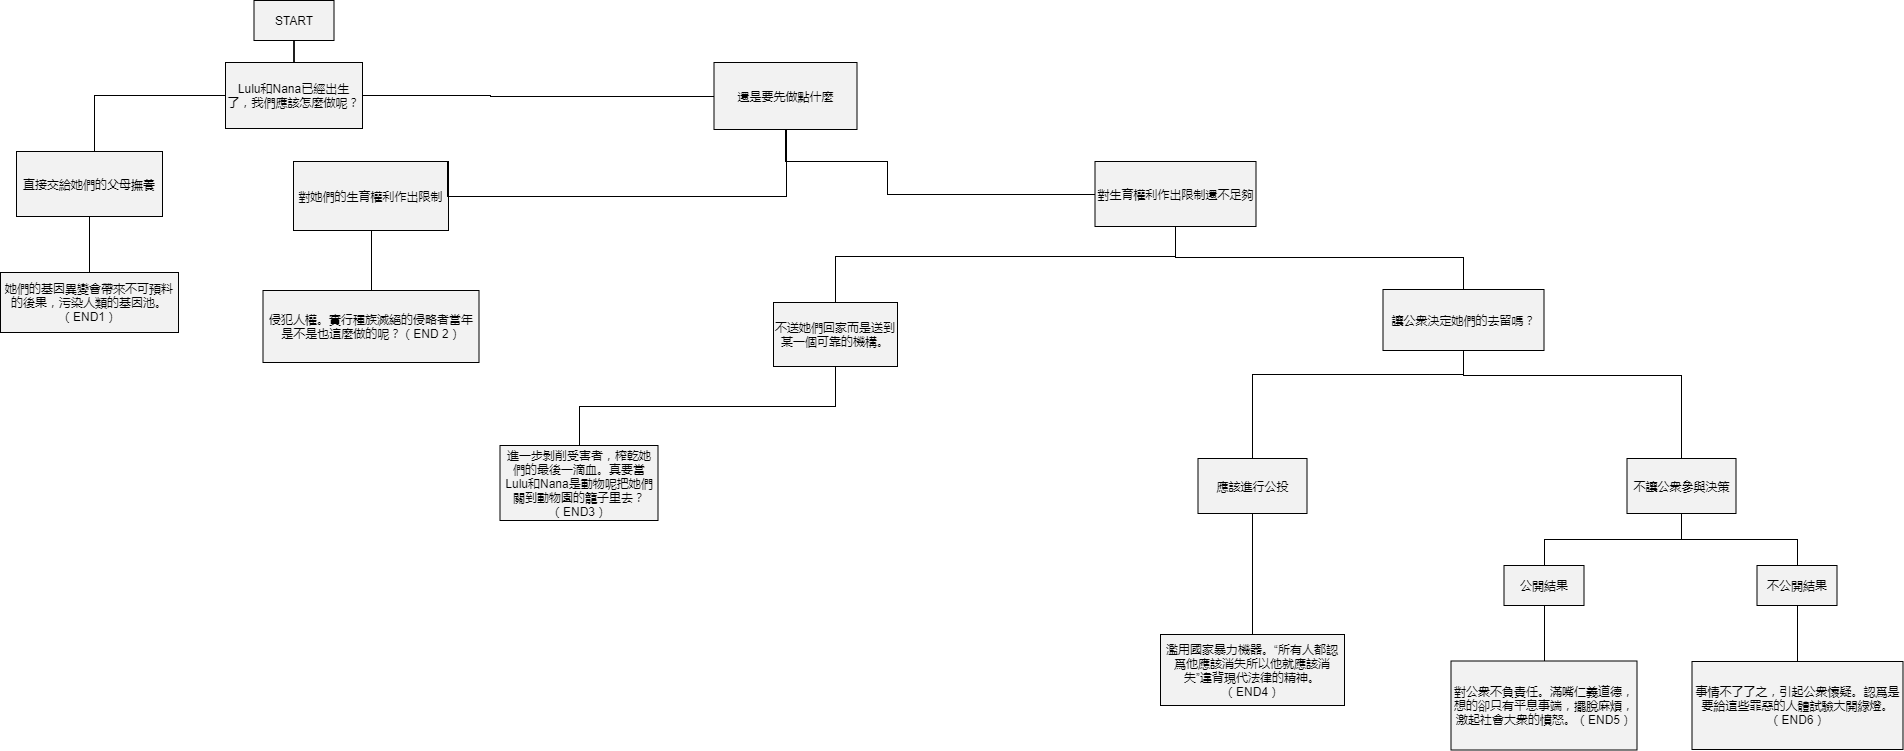 START
Lulu和Nana已經出生
了，我們應該怎麼做呢？
還是要先做點什麼
直接交給她們的父母撫養
對她們的生育權利作出限制
對生育權利作出限制還不足夠
她們的基因異變會帶來不可預料
的後果，污染人類的基因池。
（END1）
侵犯人權。實行種族滅絕的侵略者當年
是不是也這麼做的呢？（END 2）
不送她們回家而是送到
某一個可靠的機構。
讓公衆決定她們的去留嗎？
進一步剝削受害者，榨乾她
們的最後一滴血。真要當
Lulu和Nana是動物呢把她們
關到動物園的籠子里去？
（END3）
應該進行公投
不讓公衆參與決策
公開結果
不公開結果
濫用國家暴力機器。“所有人都認
爲他應該消失所以他就應該消
失”違背現代法律的精神。
（END4）
對公衆不負責任。滿嘴仁義道德，
想的卻只有平息事端，擺脫麻煩，
激起社會大衆的憤怒。（END5）
事情不了了之，引起公衆懷疑。認爲是
要給這些罪惡的人體試驗大開綠燈。
（END6）